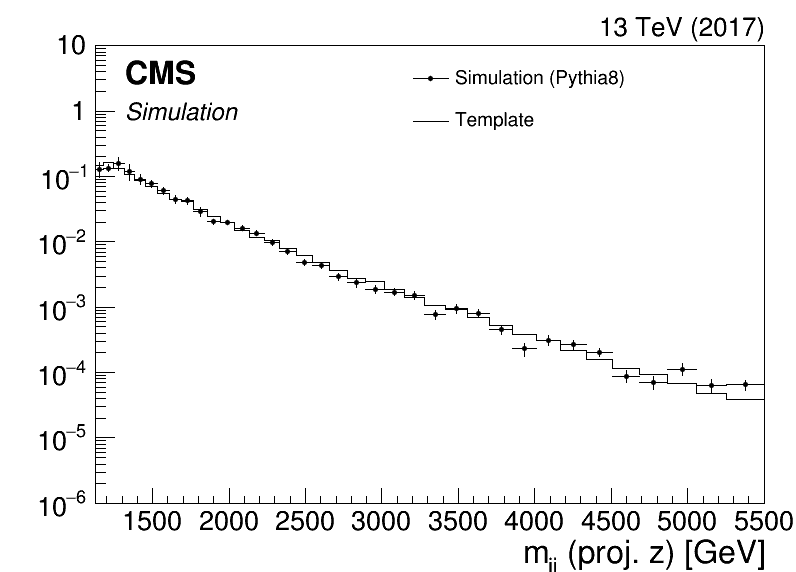 13 TeV (2017)
10
CMS
Simulation (Pythia8)
1
Simulation
Template
10⁻¹
10⁻²
10⁻³
10⁻⁴
10⁻⁵
10⁻⁶
1500 2000 2500 3000 3500 4000 4500 5000 5500
m_jj (proj. z) [GeV]